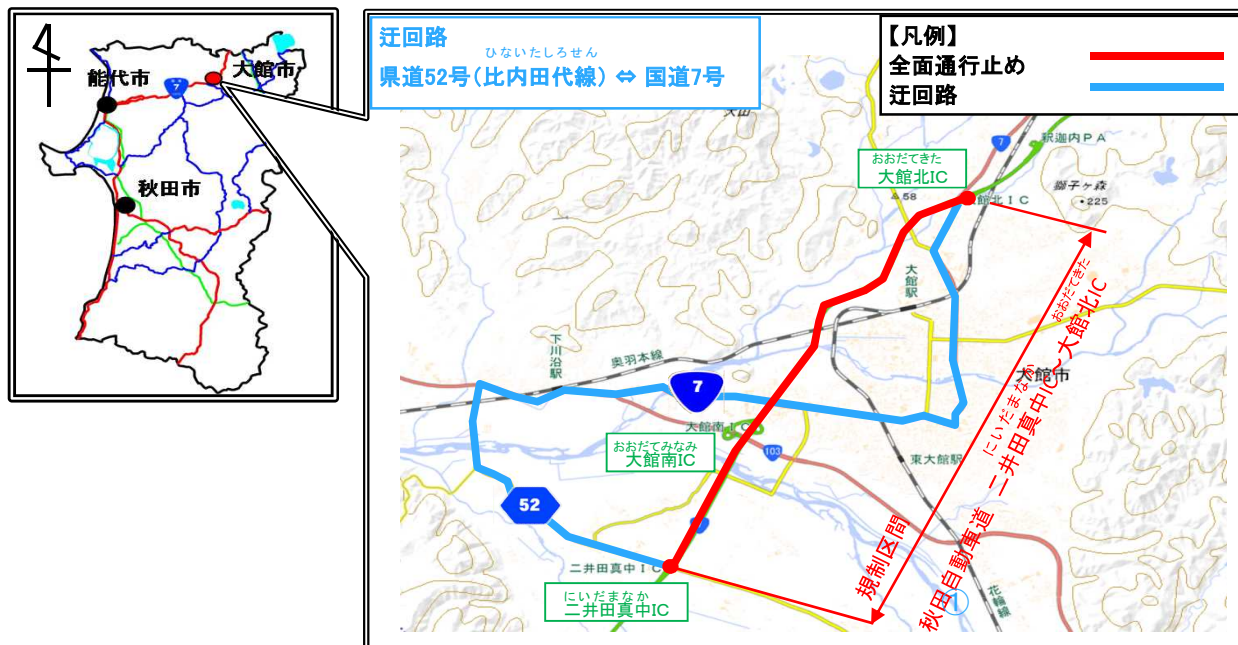 能代市
大館市
7
秋田市
迂回路
ひないたしろせん
県道52号(比内田代線) ⇔ 国道7号
【凡例】
全面通行止め
迂回路
大山
7
釈迦内PA
おおだてきた
大館北IC
獅子ヶ森
58
225
大館駅
下川沿駅
奥羽本線
7
大館市
大館南IC
おおだてみなみ
大館南IC
103
東大館駅
52
二井田真中IC
にいだまなか
二井田真中IC
規制区間
にいだまなか おおだてきた
秋田自動車道 二井田真中IC~大館北IC
花輪線
1